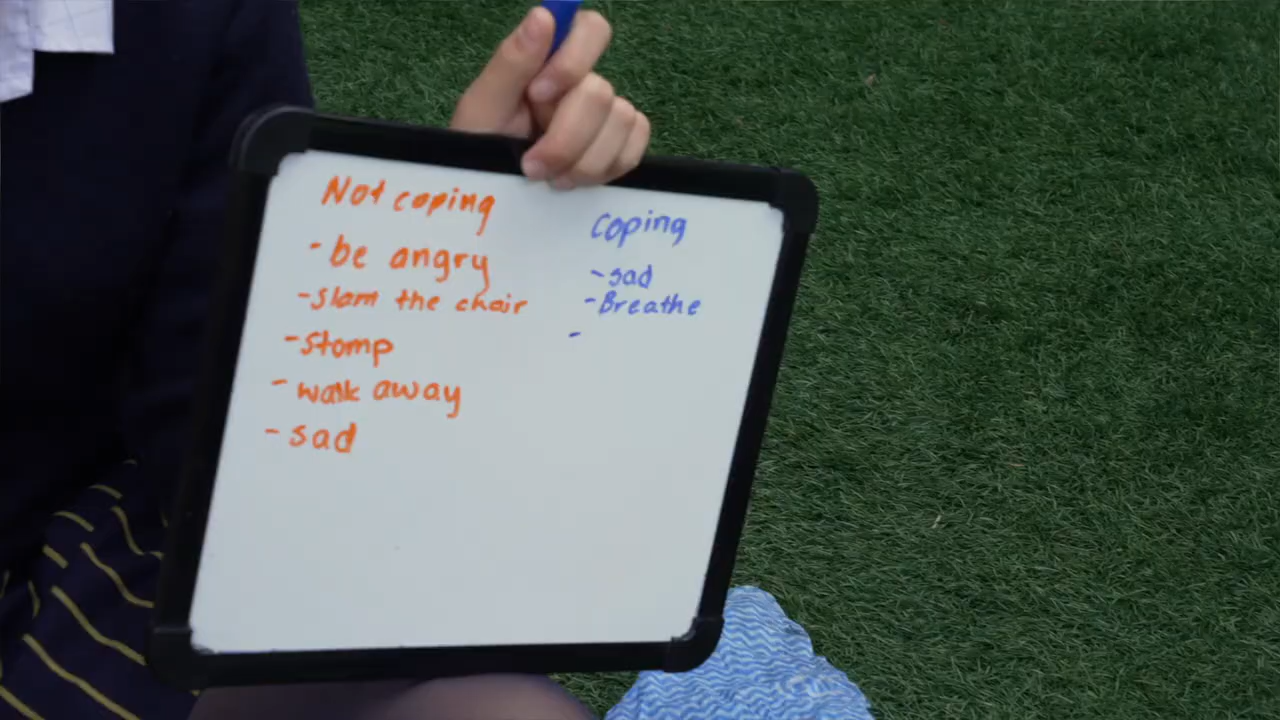 Not coping
- be angry
- slam the chair
- stomp
- walk away
- sad
Coping
- sad
- Breathe
-